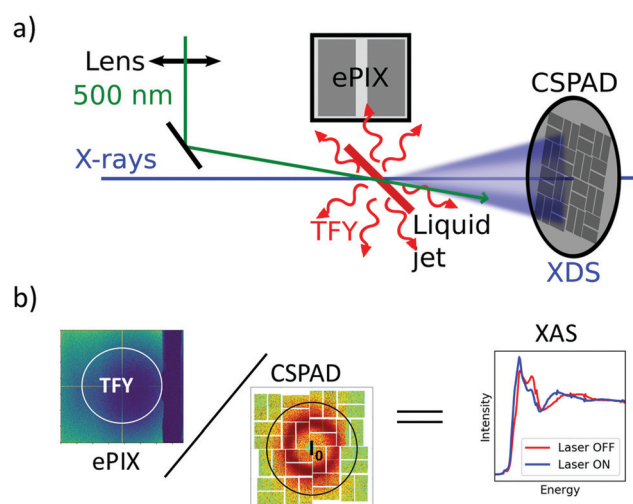 a)
Lens
500 nm
X-rays
ePIX
CSPAD
TFY
Liquid
jet
XDS
b)
TFY
ePIX
CSPAD
I0
XAS
Intensity
Laser OFF
Laser ON
Energy